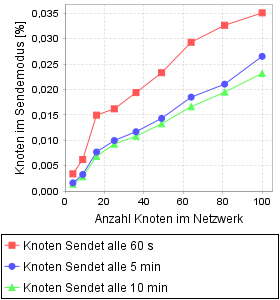 Knoten im Sendemodus [%]
0,035
0,030
0,025
0,020
0,015
0,010
0,005
0,000
0 20 40 60 80 100
Anzahl Knoten im Netzwerk
Knoten Sendet alle 60 s
Knoten Sendet alle 5 min
Knoten Sendet alle 10 min